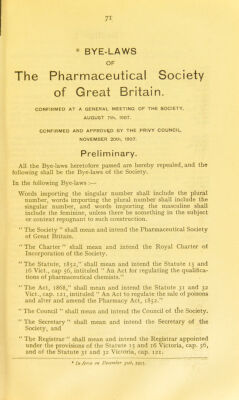 71
* BYE-LAWS
OF
The Pharmaceutical Society
of Great Britain.
CONFIRMED AT A GENERAL MEETING OF THE SOCIETY,
AUGUST 7th, 1907.
CONFIRMED AND APPROVED BY THE PRIVY COUNCIL,
NOVEMBER 20th, 1907.
Preliminary.
All the Bye-laws heretofore passed are hereby repealed, and the
following shall be the Bye-laws of the Society.
In the following Bye-laws :—
Words importing the singular number shall include the plural
number, words importing the plural number shall include the
singular number, and words importing the masculine shall
include the feminine, unless there be something in the subject
or context repugnant to such construction.
"The Society" shall mean and intend the Pharmaceutical Society
of Great Britain.
"The Charter" shall mean and intend the Royal Charter of
Incorporation of the Society.
"The Statute, 1852," shall mean and intend the Statute 15 and
16 Vict., cap 56, intituled "An Act for regulating the qualifica-
tions of pharmaceutical chemists."
"The Act, 1868," shall mean and intend the Statute 31 and 32
Vict., cap. 121, intituled "An Act to regulate the sale of poisons
and alter and amend the Pharmacy Act, 1852."
"The Council" shall mean and intend the Council of the Society.
"The Secretary" shall mean and intend the Secretary of the
Society, and
"The Registrar" shall mean and intend the Registrar appointed
under the provisions of the Statute 15 and 16 Victoria, cap. 56,
and of the Statute 31 and 32 Victoria, cap. 121.
* In force on December 31st, 1915.